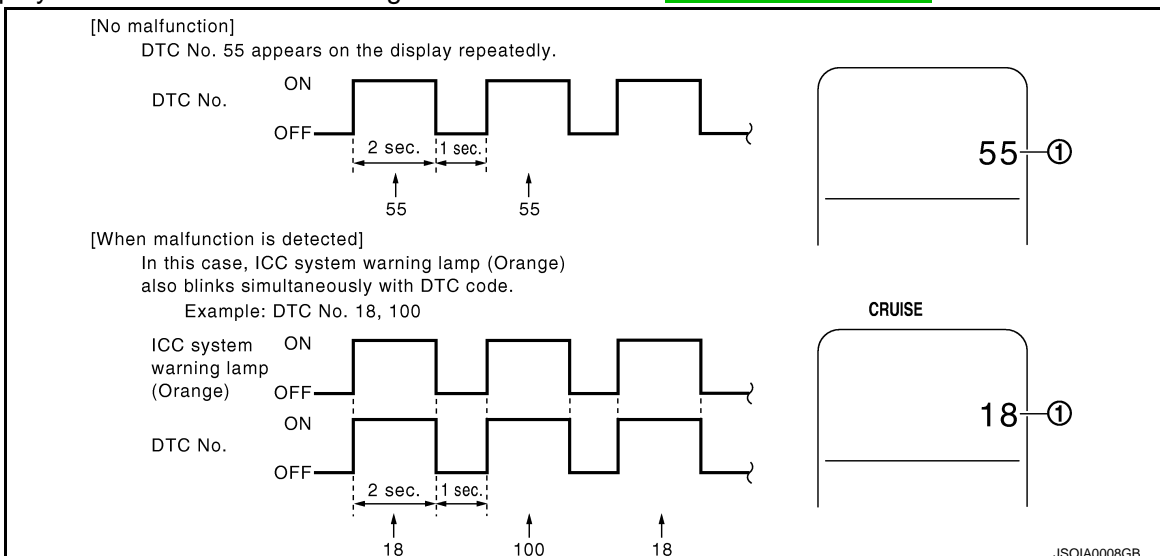 [No malfunction]
DTC No. 55 appears on the display repeatedly.
ON
DTC No.
OFF
2 sec. 1 sec.
55 55
55 1
[When malfunction is detected]
In this case, ICC system warning lamp (Orange)
also blinks simultaneously with DTC code.
Example: DTC No. 18, 100
CRUISE
ICC system
warning lamp
(Orange)
ON
OFF
ON
DTC No.
OFF
2 sec. 1 sec.
18 100 18
18 1
JSOIA0008GB